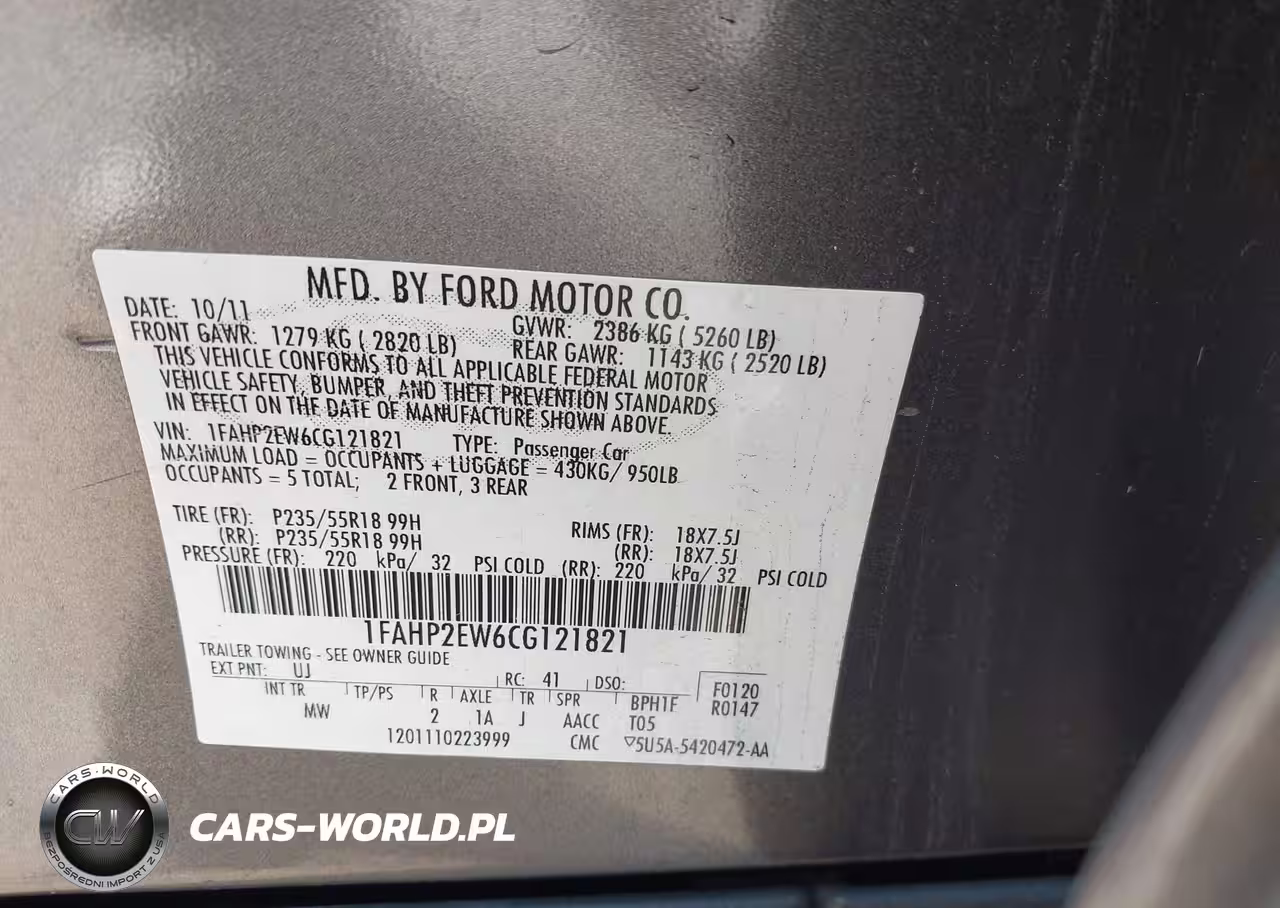 MFD. BY FORD MOTOR CO.
DATE: 10/11 GVWR: 2386 KG ( 5260 LB)
FRONT GAWR: 1279 KG ( 2820 LB) REAR GAWR: 1143 KG ( 2520 LB)
THIS VEHICLE CONFORMS TO ALL APPLICABLE FEDERAL MOTOR
VEHICLE SAFETY, BUMPER, AND THEFT PREVENTION STANDARDS
IN EFFECT ON THE DATE OF MANUFACTURE SHOWN ABOVE.
VIN: 1FAHP2EW6CG121821 TYPE: Passenger Car
MAXIMUM LOAD = OCCUPANTS + LUGGAGE = 430KG/ 950LB
OCCUPANTS = 5 TOTAL; 2 FRONT, 3 REAR
TIRE (FR): P235/55R18 99H RIMS (FR): 18X7.5J
(RR): P235/55R18 99H (RR): 18X7.5J
PRESSURE (FR): 220 kPa/ 32 PSI COLD (RR): 220 kPa/ 32 PSI COLD
1FAHP2EW6CG121821
TRAILER TOWING - SEE OWNER GUIDE
EXT PNT: UJ RC: 41 DSO: F0120
INT TR TP/PS R AXLE TR SPR BPH1F R0147
MW 2 1A J AACC T05
1201110223999 CMC ▽5U5A-5420472-AA
CARS-WORLD
CW
BEZPOŚREDNI IMPORT Z USA
CARS-WORLD.PL